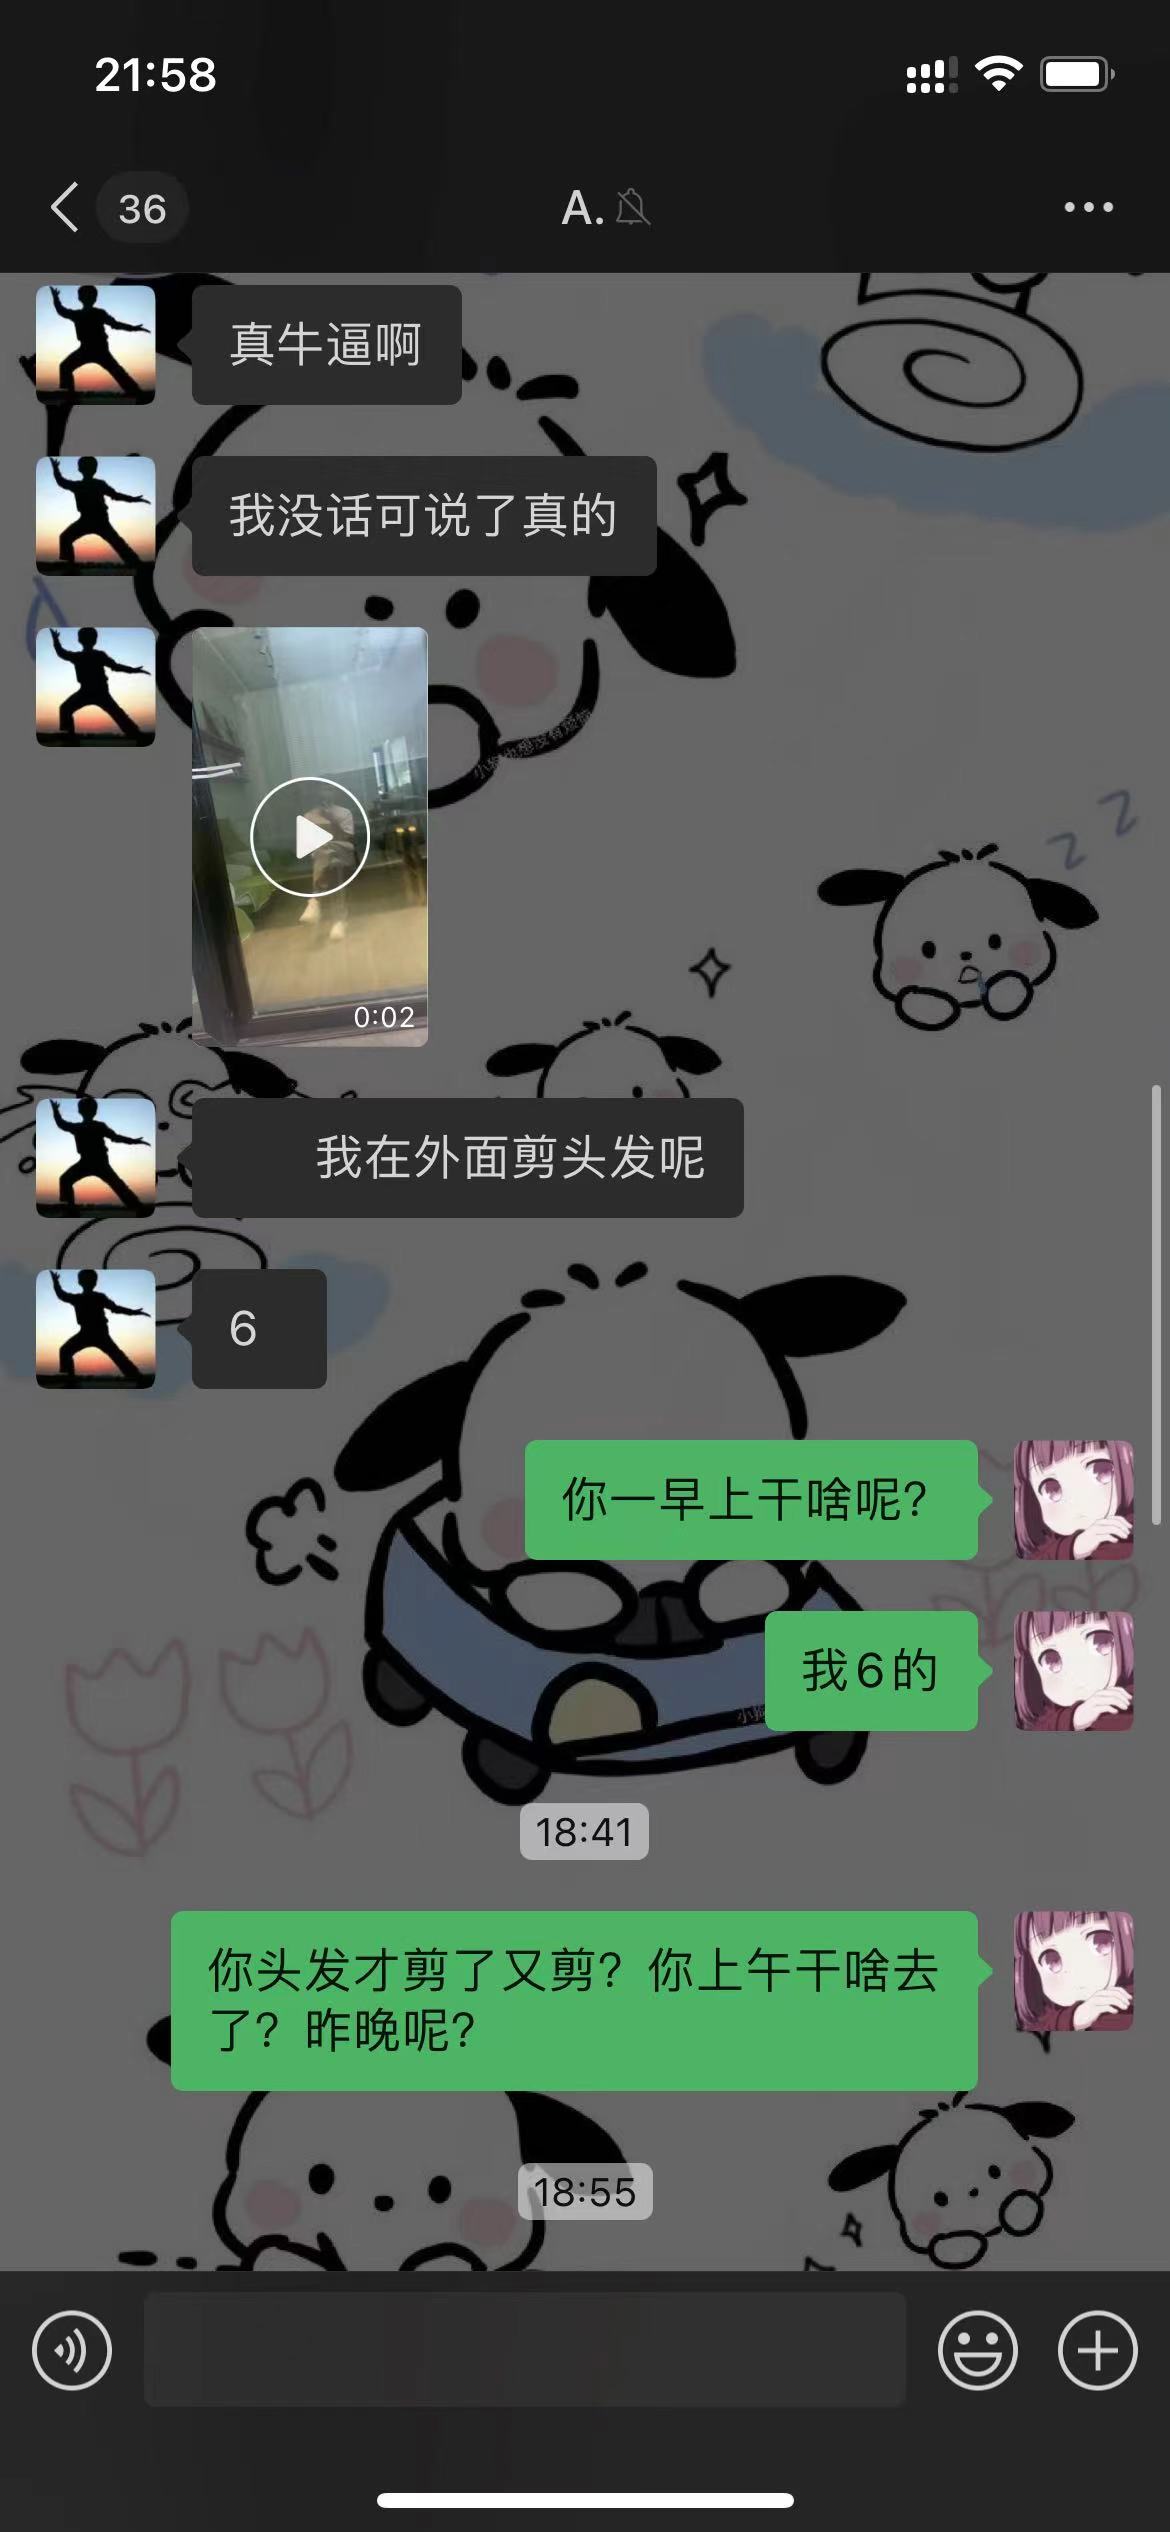 21:58
36
A.
真牛逼啊
我没话可说了真的
0:02
我在外面剪头发呢
6
你一早上干啥呢?
我6的
18:41
你头发才剪了又剪？你上午干啥去
了？昨晚呢?
18:55